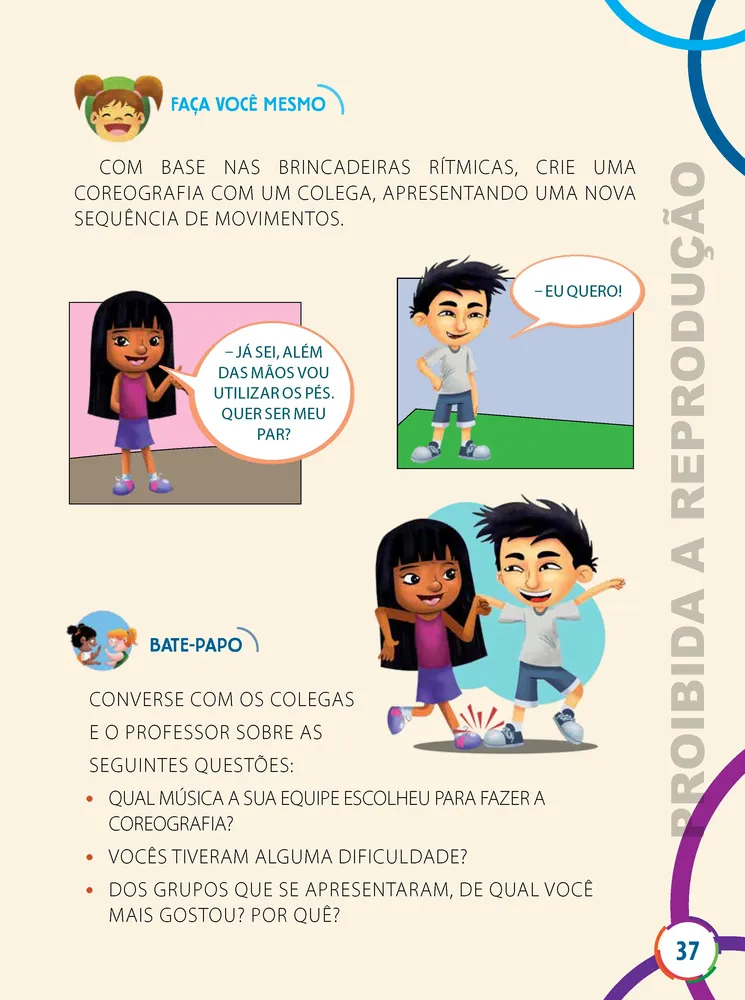 FAÇA VOCÊ MESMO
COM BASE NAS BRINCADEIRAS RÍTMICAS, CRIE UMA
COREOGRAFIA COM UM COLEGA, APRESENTANDO UMA NOVA
SEQUÊNCIA DE MOVIMENTOS.
– JÁ SEI, ALÉM
DAS MÃOS VOU
UTILIZAR OS PÉS.
QUER SER MEU
PAR?
– EU QUERO!
BATE-PAPO
CONVERSE COM OS COLEGAS
E O PROFESSOR SOBRE AS
SEGUINTES QUESTÕES:
• QUAL MÚSICA A SUA EQUIPE ESCOLHEU PARA FAZER A
COREOGRAFIA?
• VOCÊS TIVERAM ALGUMA DIFICULDADE?
• DOS GRUPOS QUE SE APRESENTARAM, DE QUAL VOCÊ
MAIS GOSTOU? POR QUÊ?
PROIBIDA A REPRODUÇÃO
37